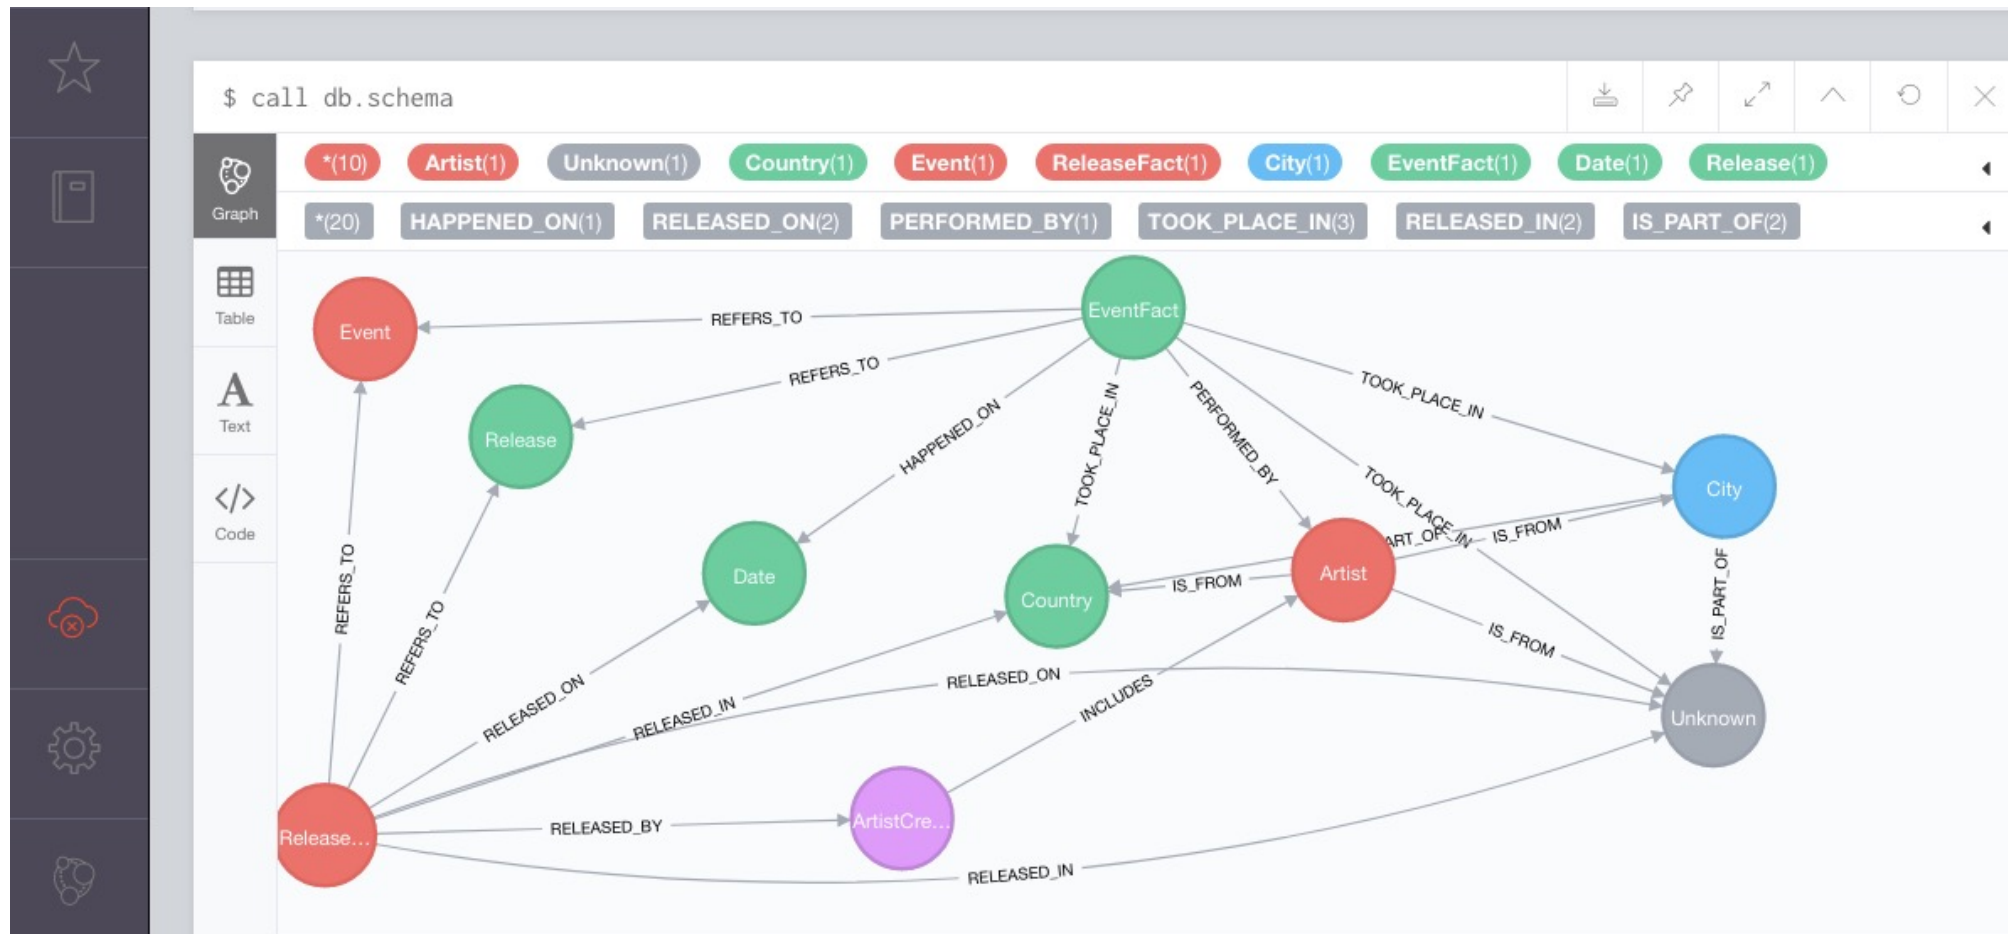 $ call db.schema
*(10) Artist(1) Unknown(1) Country(1) Event(1) ReleaseFact(1) City(1) EventFact(1) Date(1) Release(1)
*(20) HAPPENED_ON(1) RELEASED_ON(2) PERFORMED_BY(1) TOOK_PLACE_IN(3) RELEASED_IN(2) IS_PART_OF(2)
Graph
Table
A
Text
</>
Code
EventFact
Event
REFERS_TO
REFERS_TO
Release
HAPPENED_ON
TOOK_PLACE_IN
PERFORMED_BY
TOOK_PLACE_IN
TOOK_PLACE_IN
City
ART_OF
IS_FROM
Date
Country
IS_FROM
Artist
REFERS_TO
REFERS_TO
IS_FROM
IS_PART_OF
RELEASED_ON
RELEASED_IN
RELEASED_ON
INCLUDES
Unknown
Release...
RELEASED_BY
ArtistCre...
RELEASED_IN